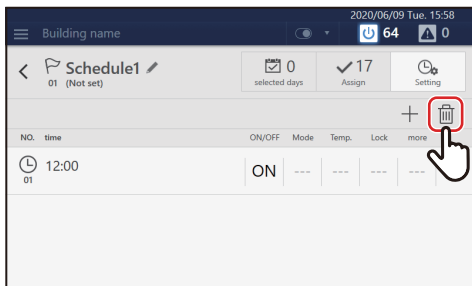 2020/06/09 Tue. 15:58
Building name 64 0
Schedule1 0 17
01 (Not set) selected days Assign Setting
NO. time ON/OFF Mode Temp. Lock more
12:00 ON --- --- --- ---
01